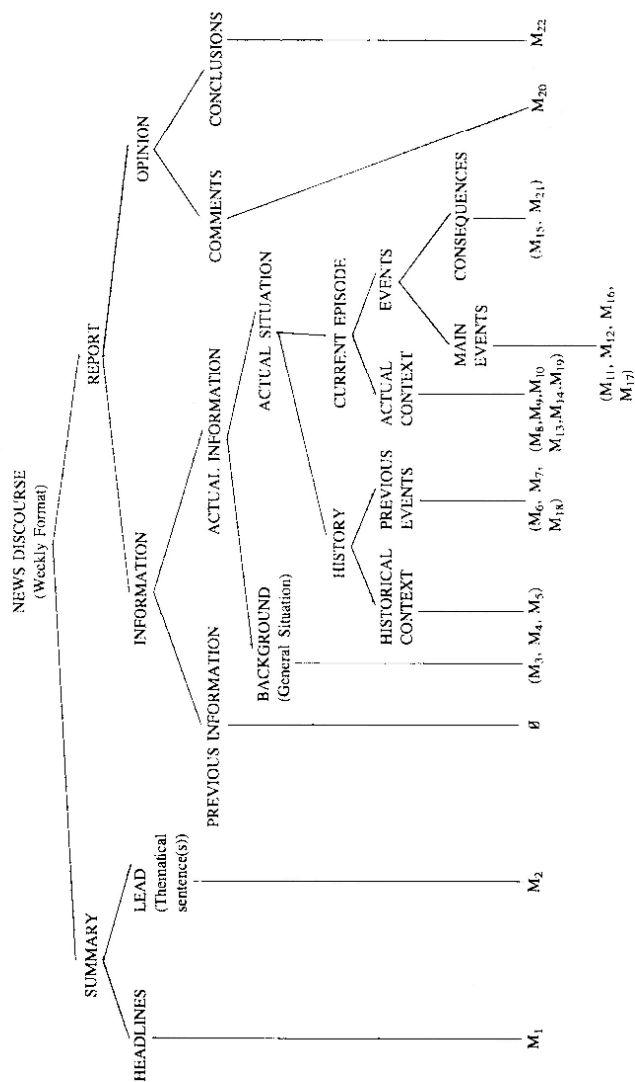 NEWS DISCOURSE
(Weekly Format)
SUMMARY
REPORT
HEADLINES
LEAD
(Thematical
sentence(s))
INFORMATION
OPINION
PREVIOUS INFORMATION
ACTUAL INFORMATION
COMMENTS
CONCLUSIONS
BACKGROUND
(General Situation)
ACTUAL SITUATION
HISTORY
CURRENT EPISODE
HISTORICAL
CONTEXT
PREVIOUS
EVENTS
ACTUAL
CONTEXT
EVENTS
MAIN
EVENTS
CONSEQUENCES
M₁
M₂
Ø
(M₃, M₄, M₅)
(M₆, M₇,
M₁₈)
(M₈,M₉,M₁₀
M₁₃,M₁₄,M₁₉)
(M₁₁, M₁₂, M₁₆,
M₁₇)
(M₁₅, M₂₁)
M₂₀
M₂₂